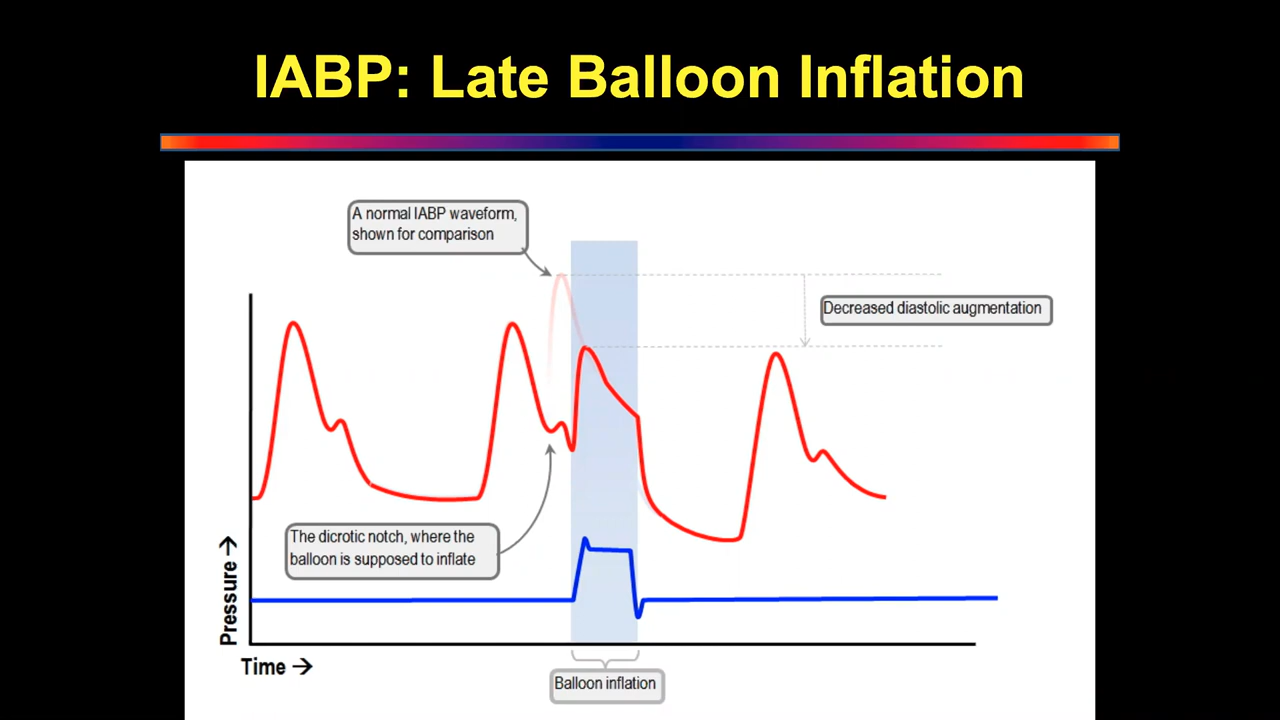 IABP: Late Balloon Inflation
A normal IABP waveform,
shown for comparison
Decreased diastolic augmentation
The dicrotic notch, where the
balloon is supposed to inflate
Pressure →
Time →
Balloon inflation